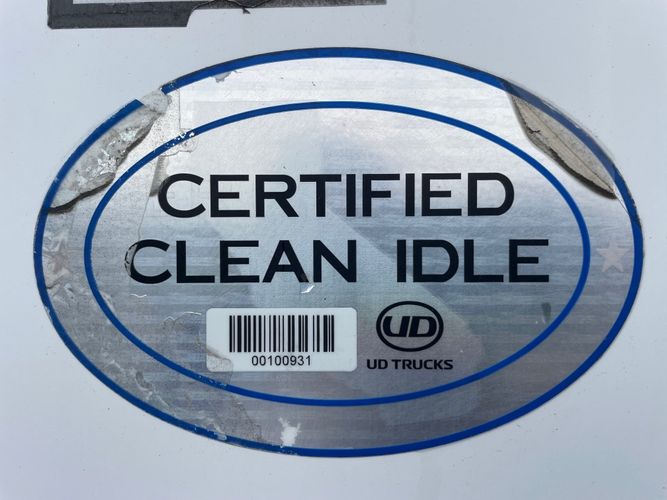 CERTIFIED
CLEAN IDLE
00100931
UD
UD TRUCKS